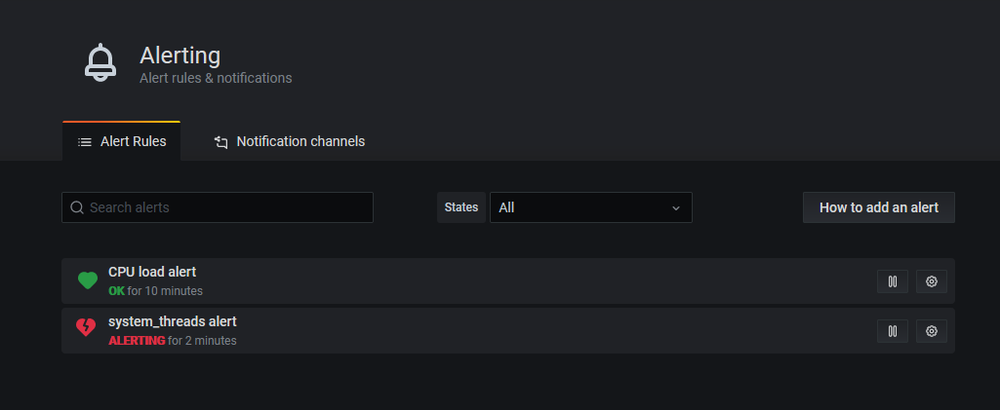 Alerting
Alert rules & notifications
Alert Rules
Notification channels
Search alerts
States
All
How to add an alert
CPU load alert
OK for 10 minutes
system_threads alert
ALERTING for 2 minutes